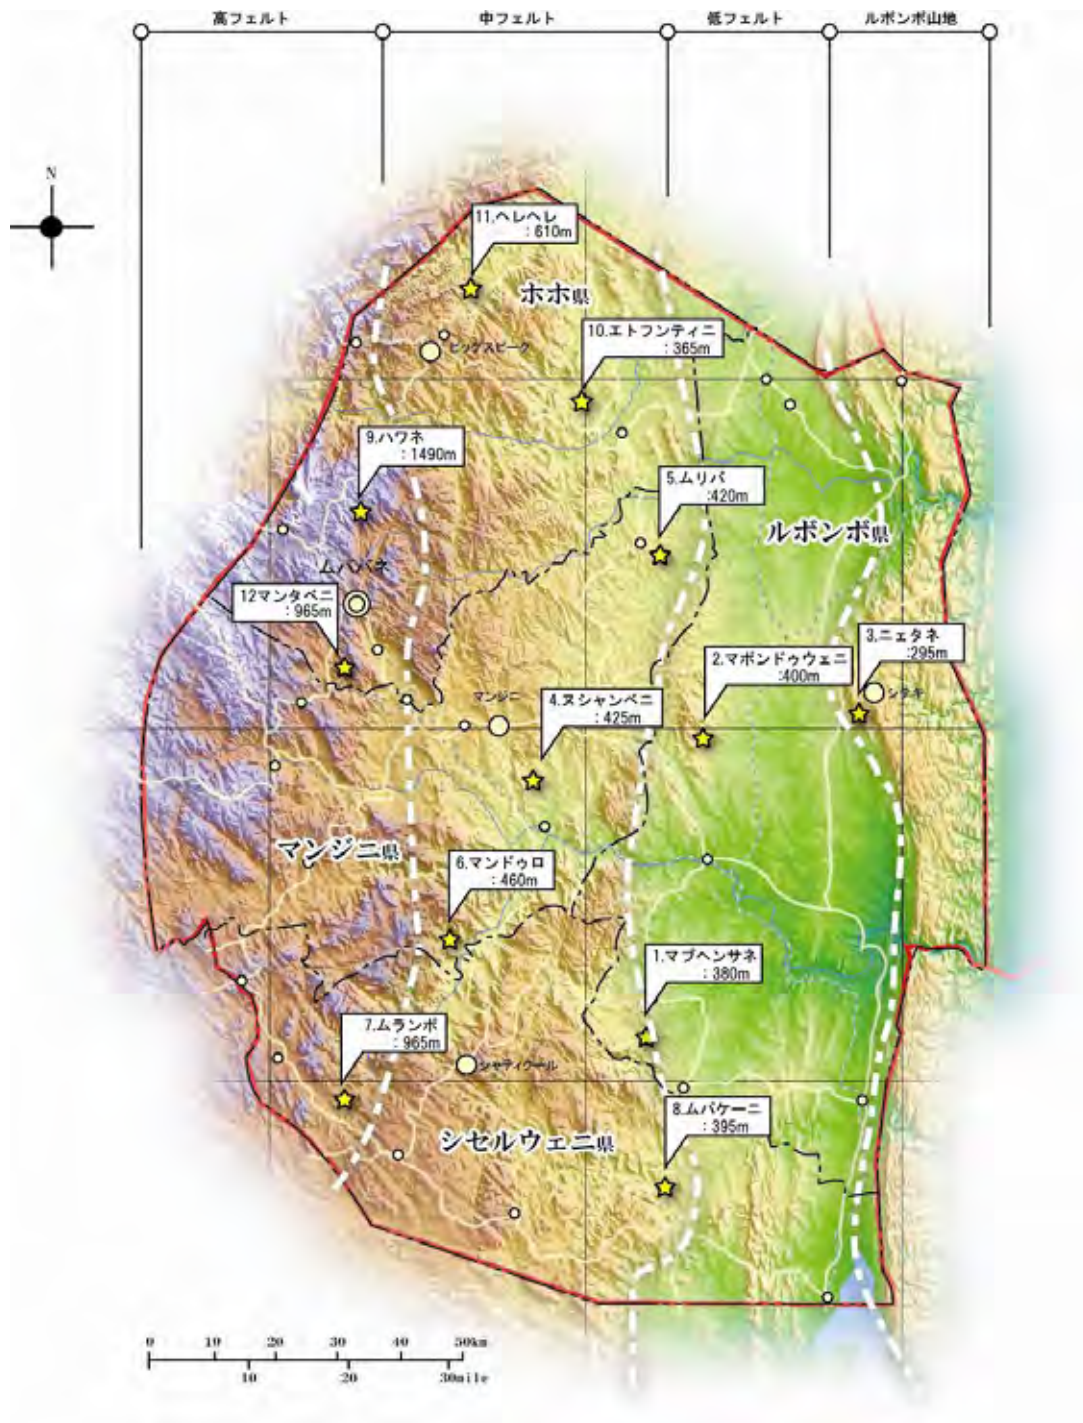 高フェルト
中フェルト
低フェルト
ルボンボ山地
N
11.ヘレヘレ
：610m
ホホ県
10.エトフンティニ
：365m
ピッグスピーク
9.ハワネ
：1490m
5.ムリバ
:420m
ルボンボ県
ムババネ
12マンタベニ
：965m
3.ニェタネ
:295m
2.マポンドゥウェニ
:400m
シテキ
マンジニ
4.ヌシャンベニ
：425m
マンジニ県
6.マンドゥロ
：460m
1.マブヘンサネ
：380m
7.ムランボ
：965m
シャティクール
8.ムバケーニ
：395m
シセルウェニ県
0 10 20 30 40 50km
10 20 30mile